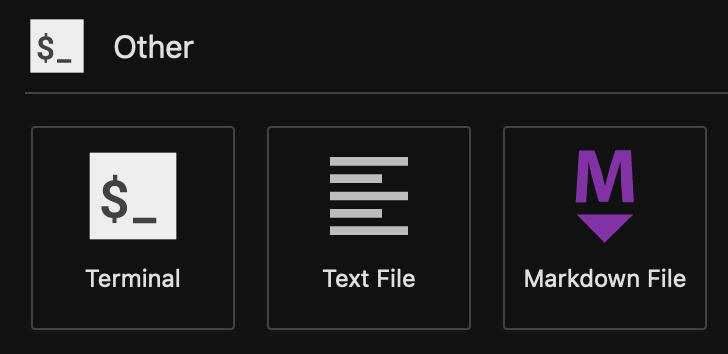 $_ Other
$_
M
Terminal
Text File
Markdown File